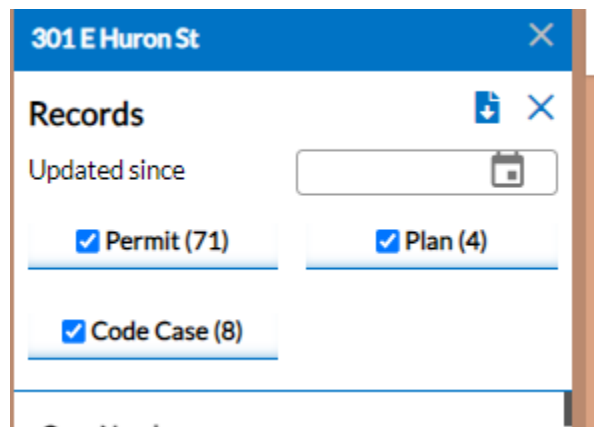 301 E Huron St
Records
Updated since
Permit (71) Plan (4)
Code Case (8)